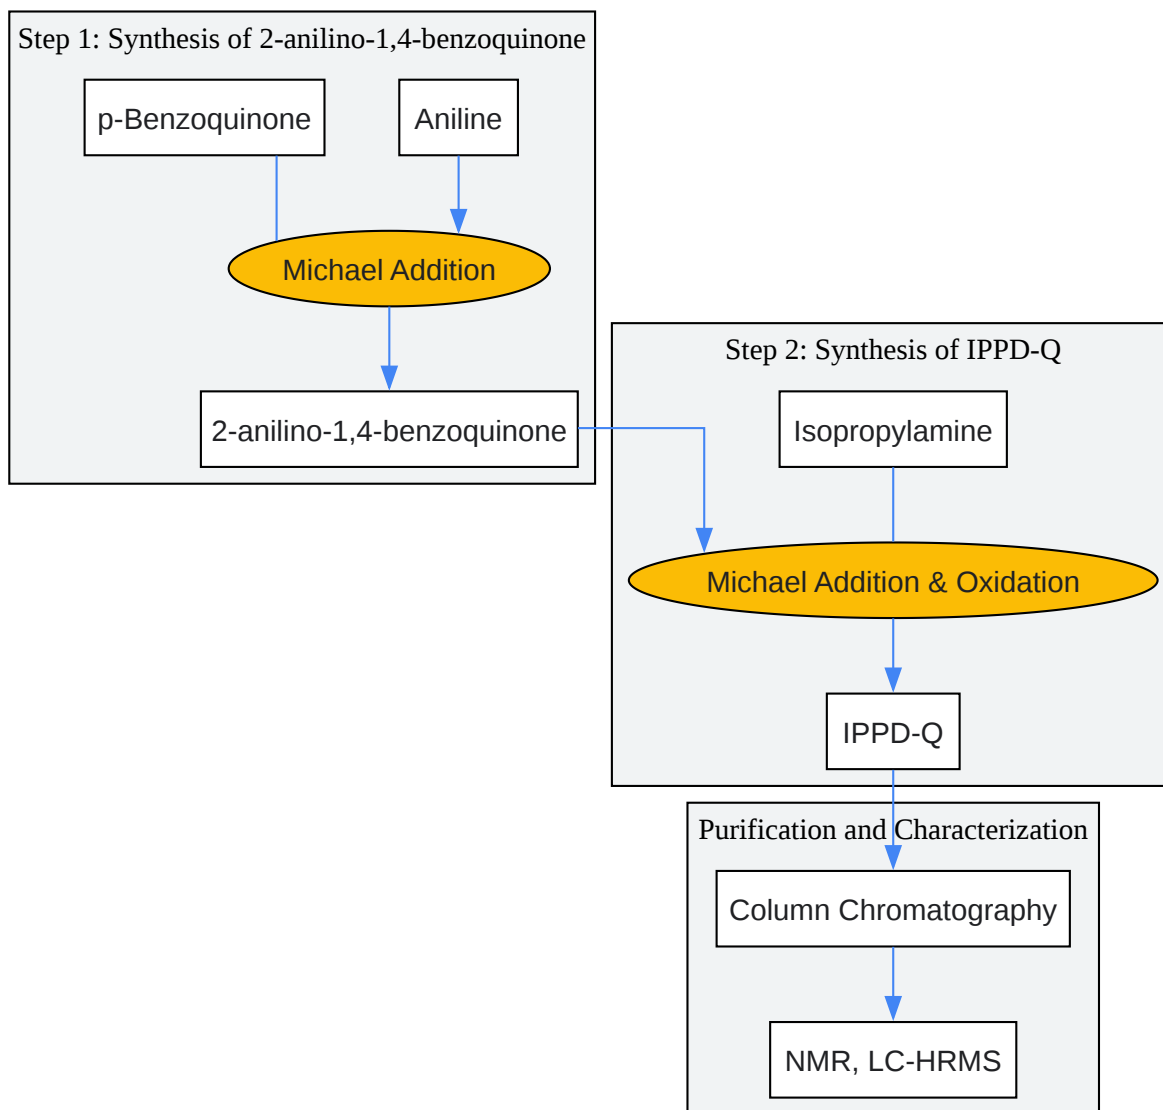 Step 1: Synthesis of 2-anilino-1,4-benzoquinone
p-Benzoquinone
Aniline
Michael Addition
2-anilino-1,4-benzoquinone
Step 2: Synthesis of IPPD-Q
Isopropylamine
Michael Addition & Oxidation
IPPD-Q
Purification and Characterization
Column Chromatography
NMR, LC-HRMS